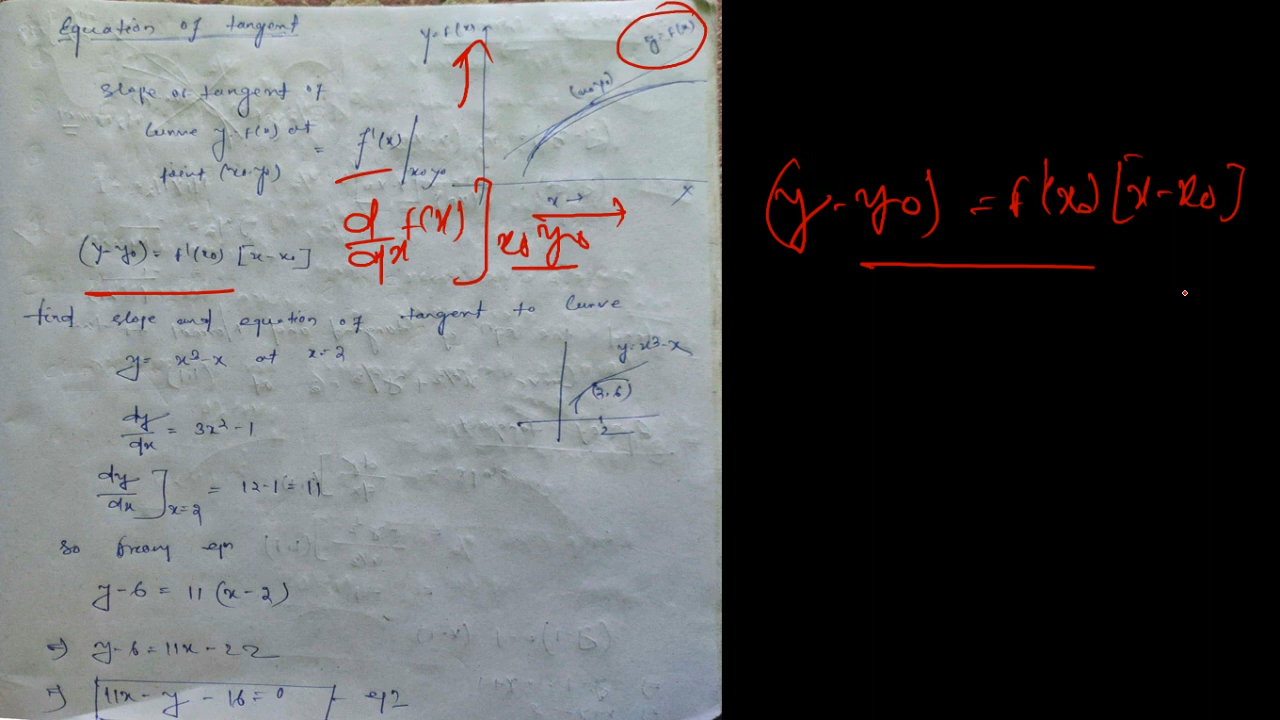 Equation of tangent
y=f(x)
y=f(x)
(x0,y0)
slope of tangent of
curve y=f(x) at
point (x0,y0)
= f'(x)| x0 y0
x →
x
d/dx f(x)] x0 y0
(y-y0) = f'(x0) [x-x0]
(y-y0) = f'(x0) [x-x0]
find slope and equation of tangent to curve
y= x3-x at x=2
y=x3-x
(2,6)
2
dy/dx = 3x2-1
dy/dx]x=2 = 12-1=11
so from eqn
y-6 = 11 (x-2)
=) y-6=11x-22
=) 11x-y-16=0 eq2